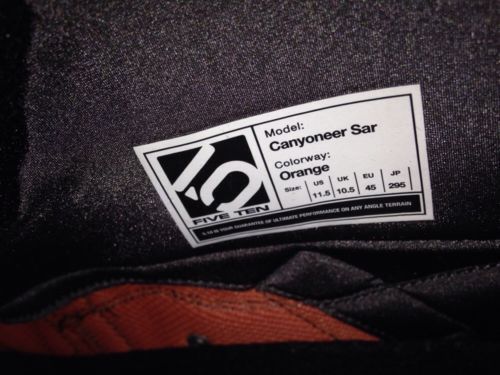 Model:
Canyoneer Sar
Colorway:
Orange
Size: US UK EU JP
11.5 10.5 45 295
FIVE TEN
5.10 IS YOUR GUARANTEE OF ULTIMATE PERFORMANCE ON ANY ANGLE TERRAIN